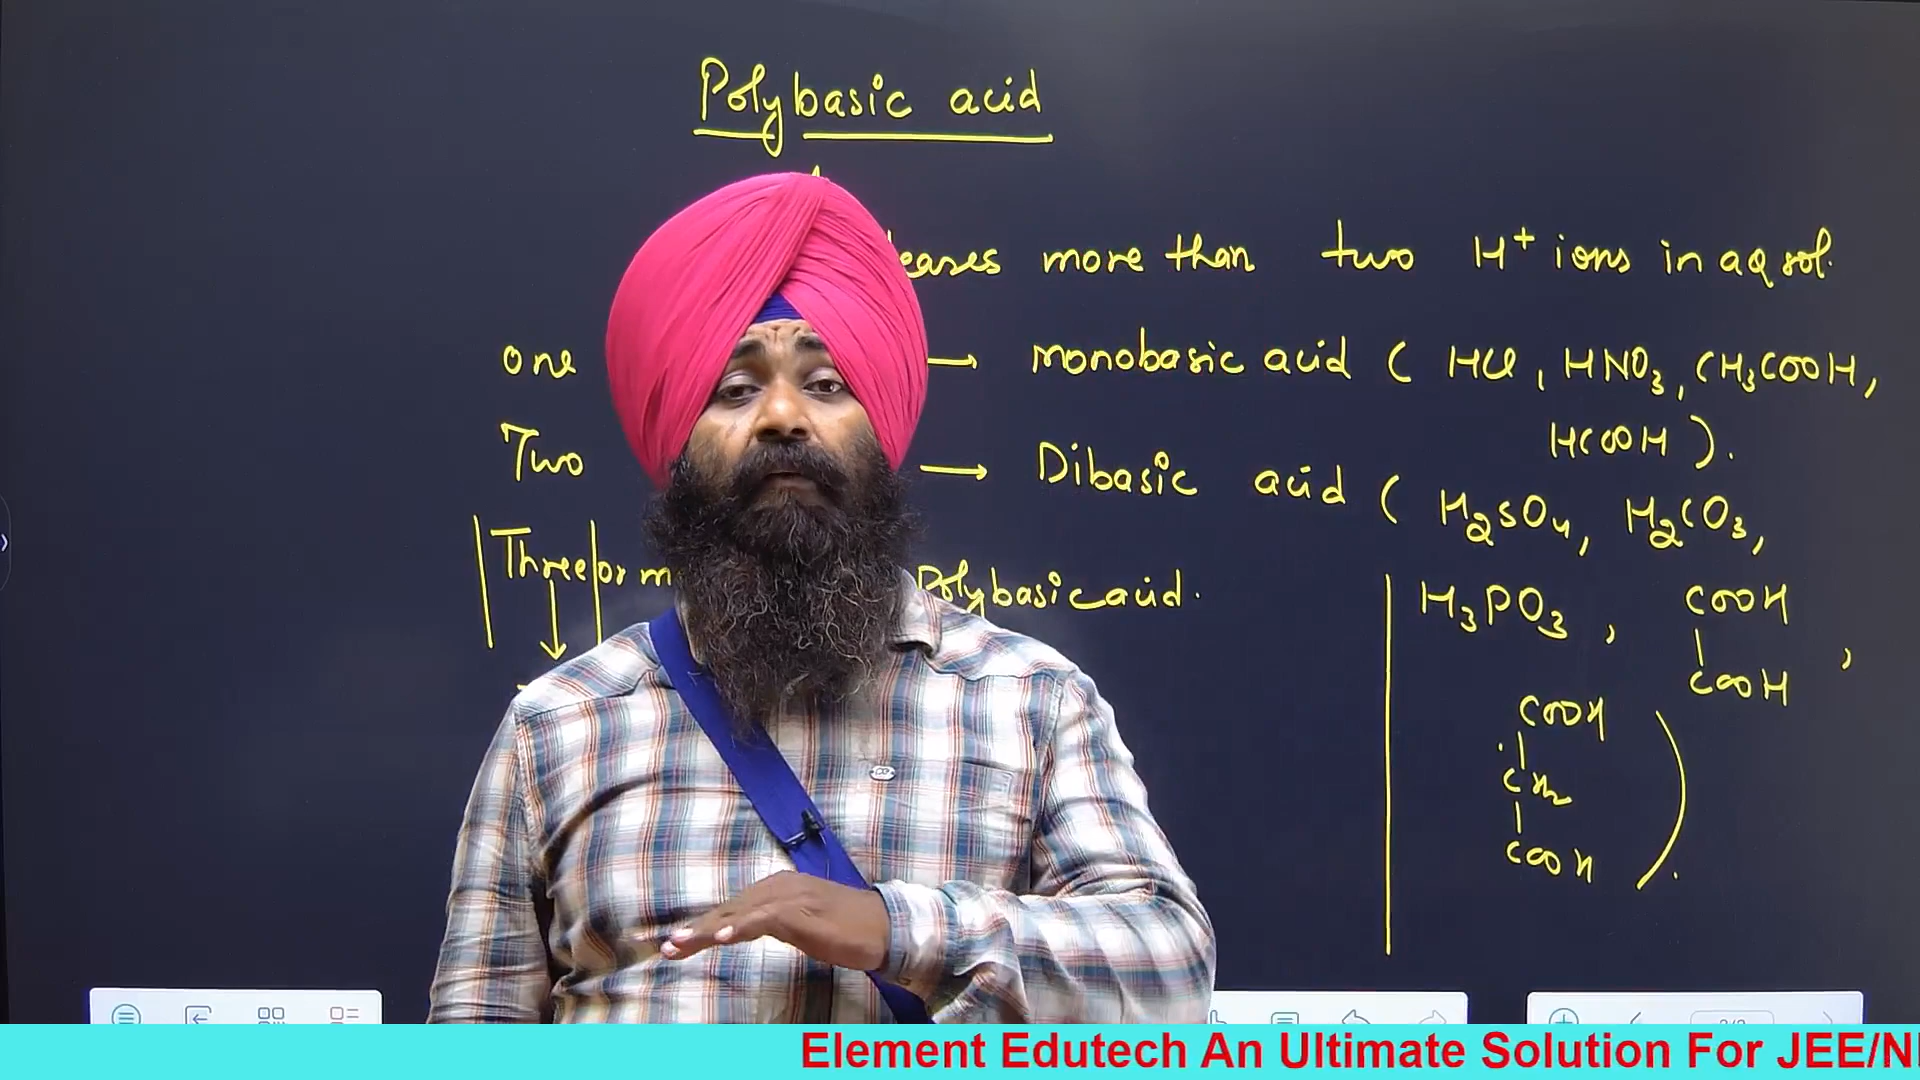 Polybasic acid
eases more than two H+ ions in aq sol.
one → monobasic acid ( HCl, HNO3, CH3COOH,
HCOOH ).
Two → Dibasic acid ( H2SO4, H2CO3,
Three or m Polybasic acid.
H3PO3, COOH
COOH ,
COOH
CH2
COOH ).
Element Edutech An Ultimate Solution For JEE/N